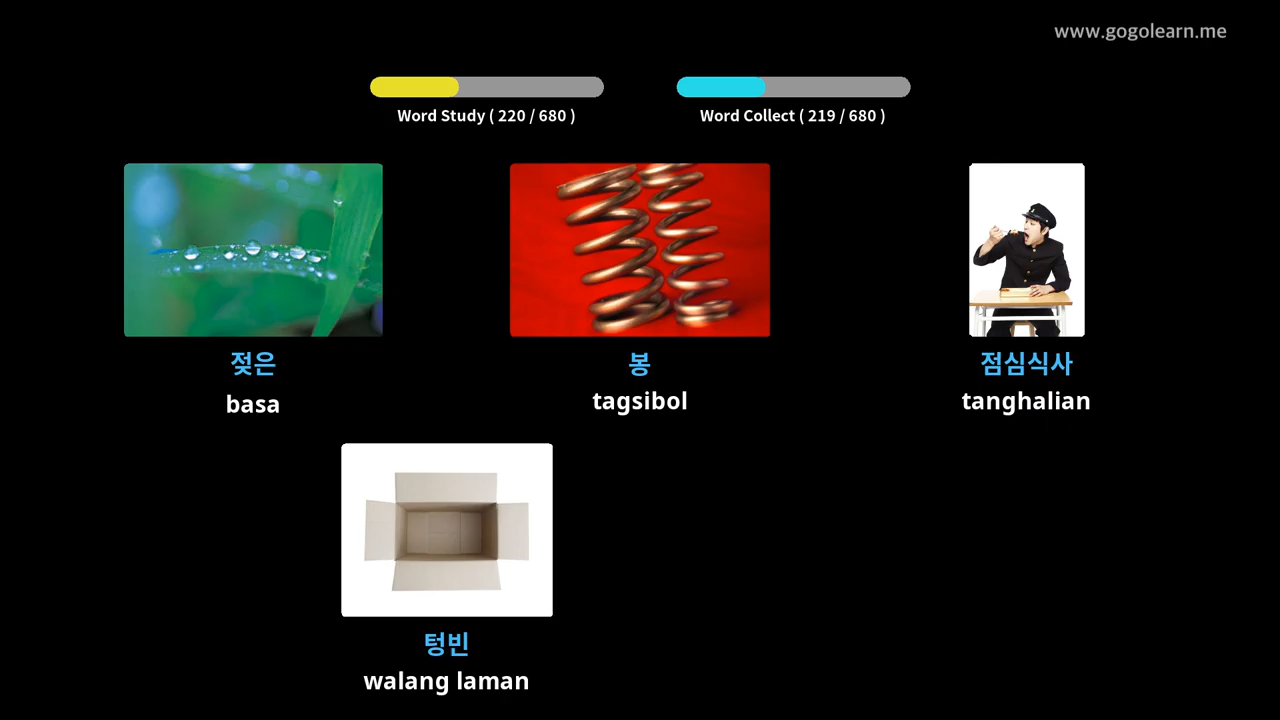 www.gogolearn.me
Word Study ( 220 / 680 )
Word Collect ( 219 / 680 )
젖은
봉
점심식사
basa
tagsibol
tanghalian
텅빈
walang laman